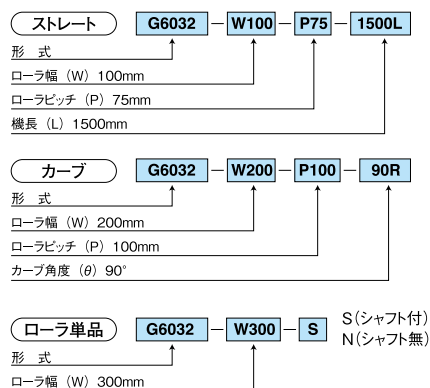 ストレート G6032－W100－P75－1500L
形　式
ローラ幅（W）100mm
ローラピッチ（P）75mm
機長（L）1500mm
カーブ G6032－W200－P100－90R
形　式
ローラ幅（W）200mm
ローラピッチ（P）100mm
カーブ角度（θ）90°
ローラ単品 G6032－W300－S S（シャフト付）
N（シャフト無）
形　式
ローラ幅（W）300mm